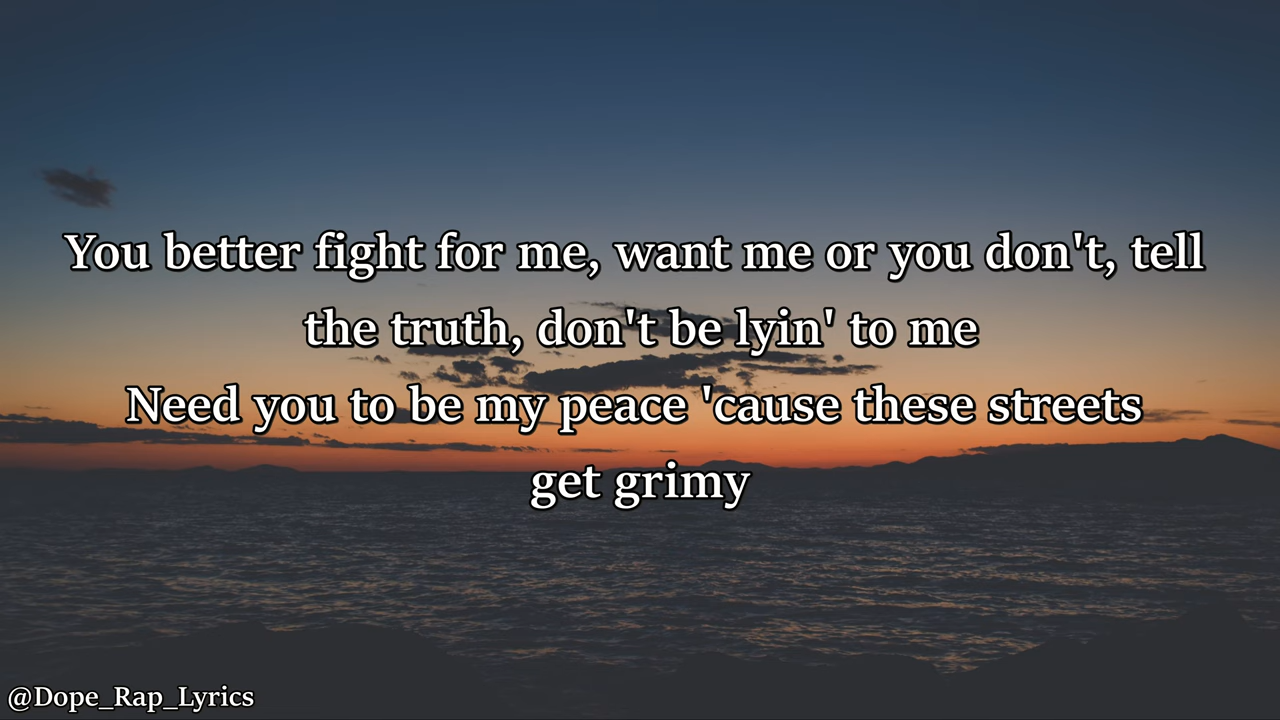 You better fight for me, want me or you don't, tell
the truth, don't be lyin' to me
Need you to be my peace 'cause these streets
get grimy
@Dope_Rap_Lyrics